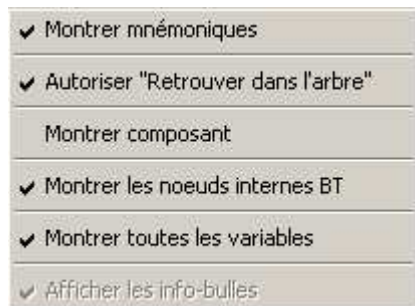 Montrer mnémoniques
Autoriser "Retrouver dans l'arbre"
Montrer composant
Montrer les noeuds internes BT
Montrer toutes les variables
Afficher les info-bulles